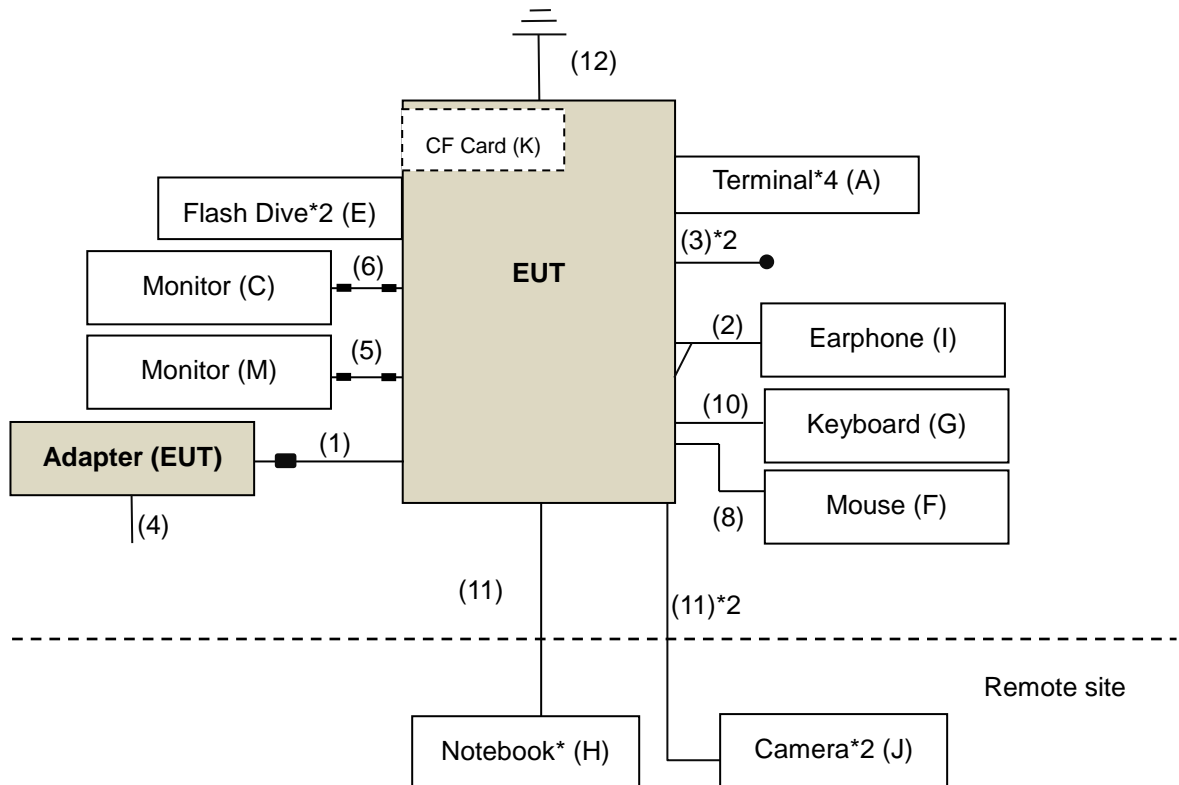 (12)
CF Card (K)
Terminal*4 (A)
Flash Dive*2 (E)
(3)*2
EUT
(6)
Monitor (C)
(2)
Earphone (I)
(5)
Monitor (M)
(10)
Keyboard (G)
(1)
Adapter (EUT)
Mouse (F)
(8)
(4)
(11)
(11)*2
Remote site
Notebook* (H)
Camera*2 (J)